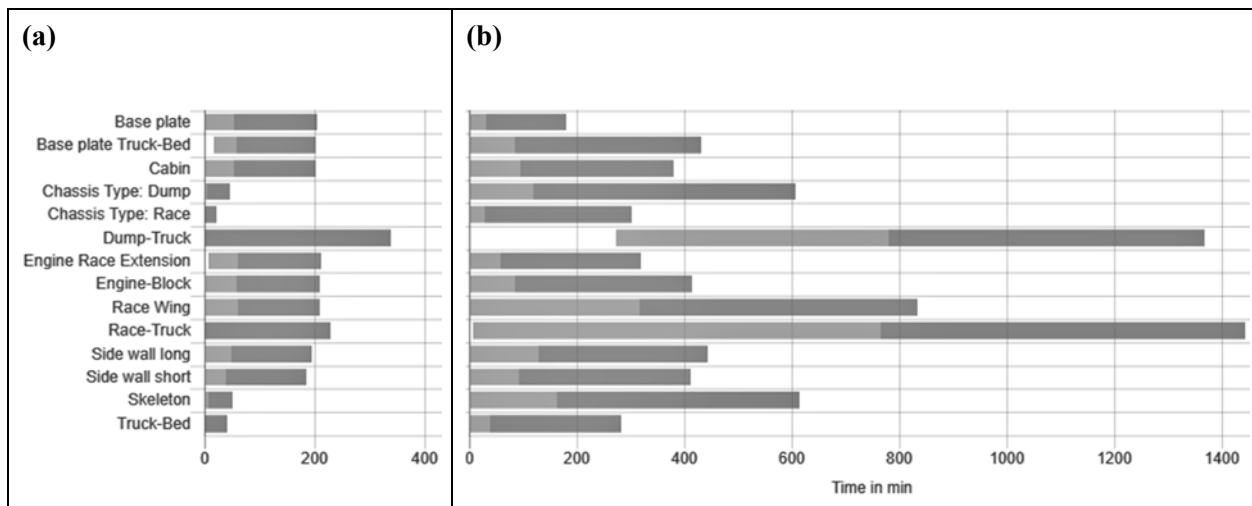 (a)
(b)
Base plate
Base plate Truck-Bed
Cabin
Chassis Type: Dump
Chassis Type: Race
Dump-Truck
Engine Race Extension
Engine-Block
Race Wing
Race-Truck
Side wall long
Side wall short
Skeleton
Truck-Bed
0 200 400
0 200 400 600 800 1000 1200 1400
Time in min